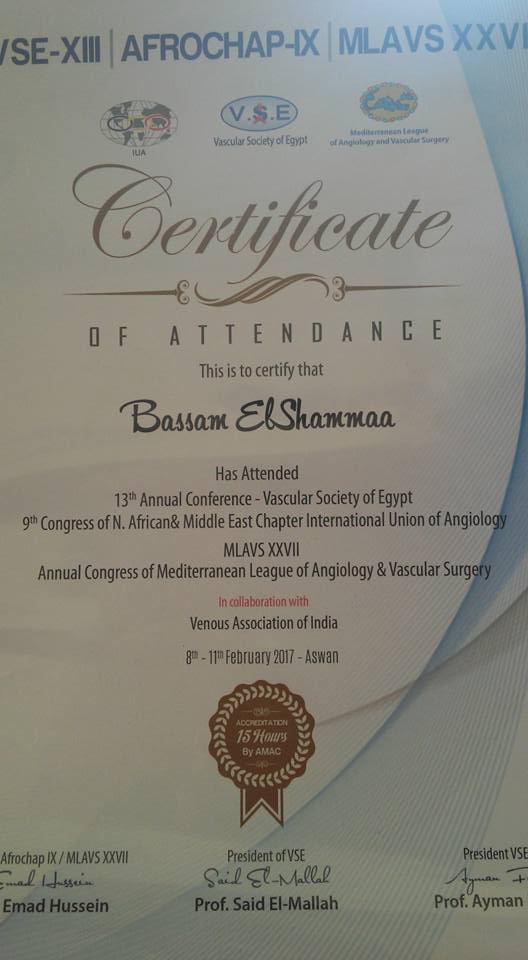 VSE-XIII | AFROCHAP-IX | MLAVS XXVI
IUA
V.S.E
Vascular Society of Egypt
Mediterranean League
of Angiology and Vascular Surgery
Certificate
OF ATTENDANCE
This is to certify that
Bassam ElShammaa
Has Attended
13th Annual Conference - Vascular Society of Egypt
9th Congress of N. African& Middle East Chapter International Union of Angiology
MLAVS XXVII
Annual Congress of Mediterranean League of Angiology & Vascular Surgery
In collaboration with
Venous Association of India
8th - 11th February 2017 - Aswan
ACCREDITATION
15 Hours
By AMAC
Afrochap IX / MLAVS XXVII
Emad Hussein
Emad Hussein
President of VSE
Said El-Mallah
Prof. Said El-Mallah
President VSE
Ayman F
Prof. Ayman